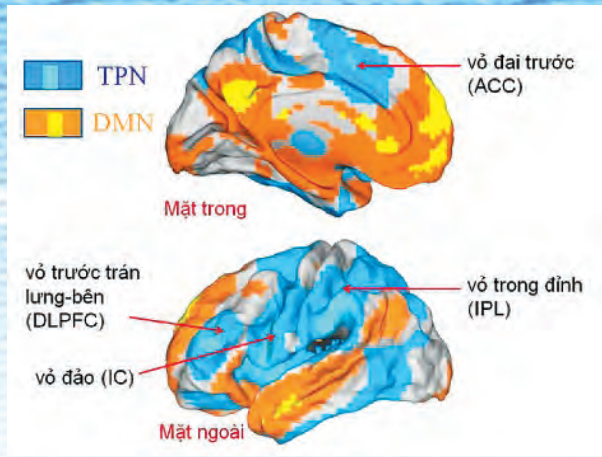 TPN
DMN
vỏ đai trước
(ACC)
Mặt trong
vỏ trước trán
lưng-bên
(DLPFC)
vỏ trong đỉnh
(IPL)
vỏ đảo (IC)
Mặt ngoài